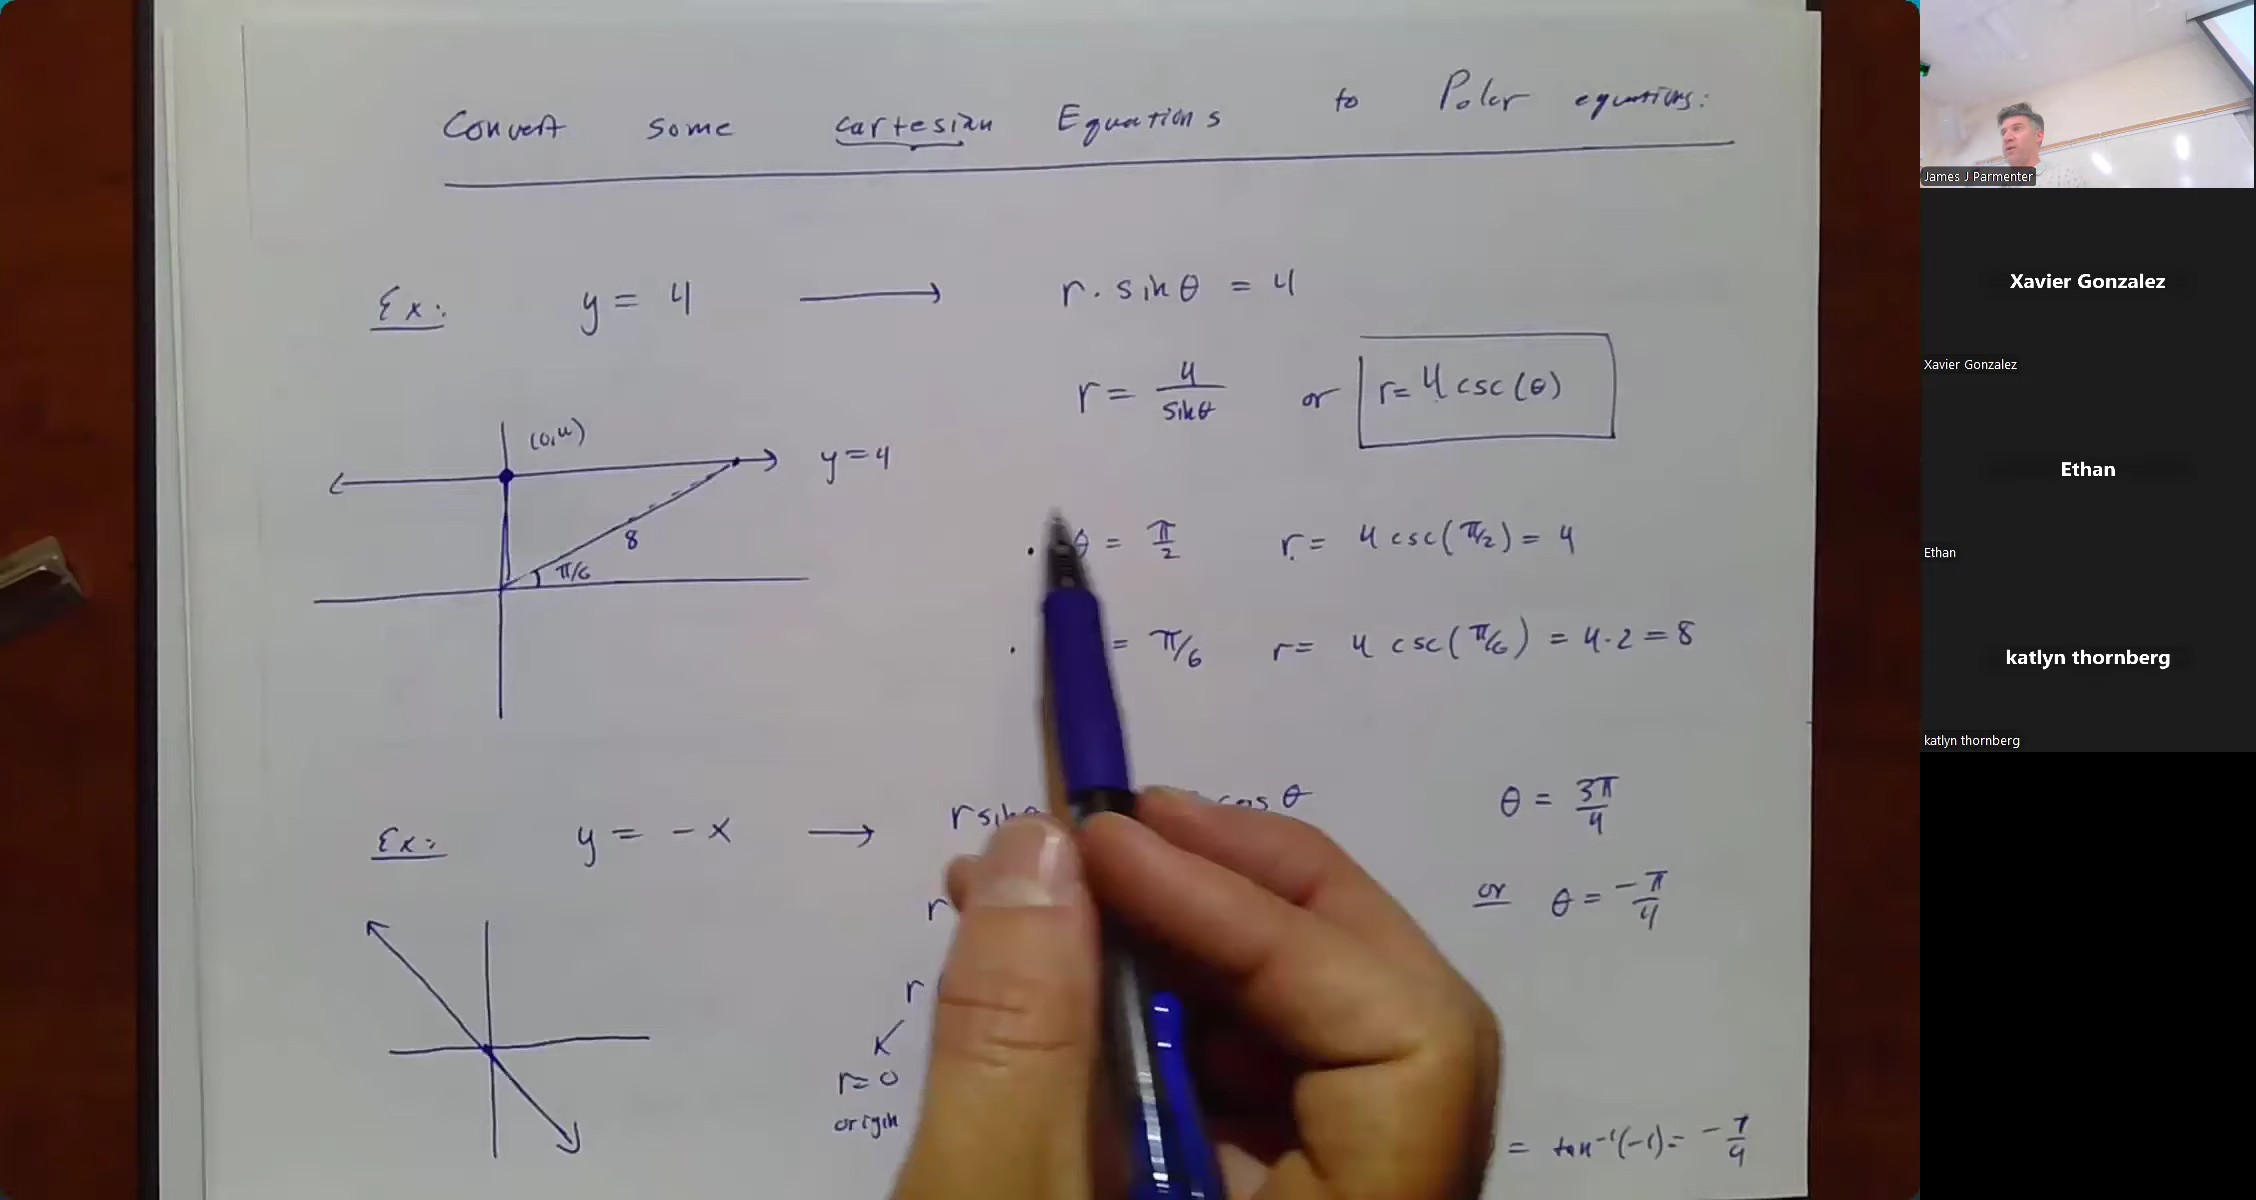 Convert some cartesian Equations to Polar equations:
Ex: y = 4 → r · sin θ = 4
r = 4/sin θ or r = 4 csc(θ)
(0,4)
y = 4
8
π/6
· θ = π/2 r = 4 csc(π/2) = 4
· = π/6 r = 4 csc(π/6) = 4·2 = 8
Ex: y = -x → r sin cos θ
θ = 3π/4
or θ = -π/4
r
r
r = 0
origin
= tan⁻¹(-1) = -π/4
James J Parmenter
Xavier Gonzalez
Xavier Gonzalez
Ethan
Ethan
katlyn thornberg
katlyn thornberg